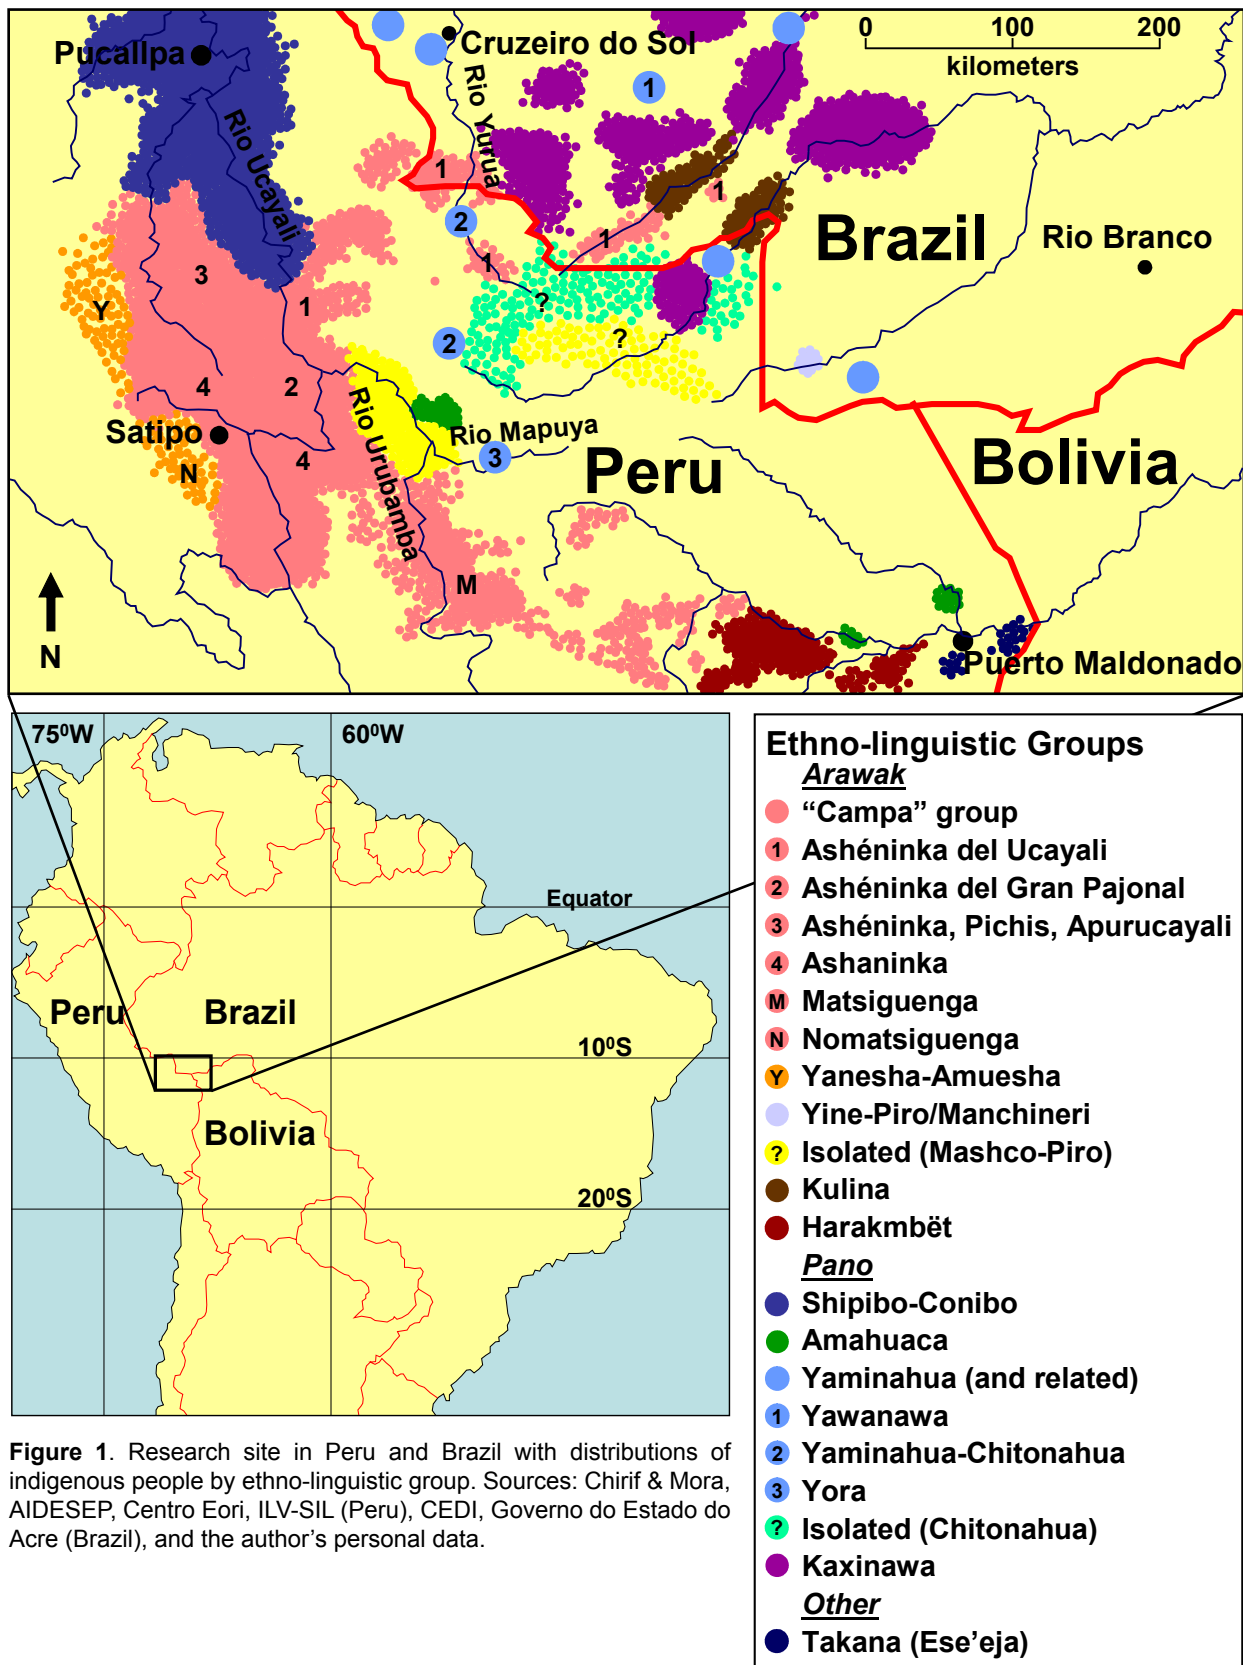 Pucallpa
Cruzeiro do Sol
0 100 200
kilometers
Rio Ucayali
Rio Yurua
1
1
1
2
1
1
3
1
Y
?
?
2
4
2
Brazil
Rio Branco
Satipo
N
4
Rio Urubamba
Rio Mapuya
3
Peru
Bolivia
M
N
Puerto Maldonado
75⁰W
60⁰W
Equator
Peru
Brazil
10⁰S
Bolivia
20⁰S
Ethno-linguistic Groups
Arawak
“Campa” group
1 Ashéninka del Ucayali
2 Ashéninka del Gran Pajonal
3 Ashéninka, Pichis, Apurucayali
4 Ashaninka
M Matsiguenga
N Nomatsiguenga
Y Yanesha-Amuesha
Yine-Piro/Manchineri
? Isolated (Mashco-Piro)
Kulina
Harakmbët
Pano
Shipibo-Conibo
Amahuaca
Yaminahua (and related)
1 Yawanawa
2 Yaminahua-Chitonahua
3 Yora
? Isolated (Chitonahua)
Kaxinawa
Other
Takana (Ese’eja)
Figure 1. Research site in Peru and Brazil with distributions of
indigenous people by ethno-linguistic group. Sources: Chirif & Mora,
AIDESEP, Centro Eori, ILV-SIL (Peru), CEDI, Governo do Estado do
Acre (Brazil), and the author’s personal data.